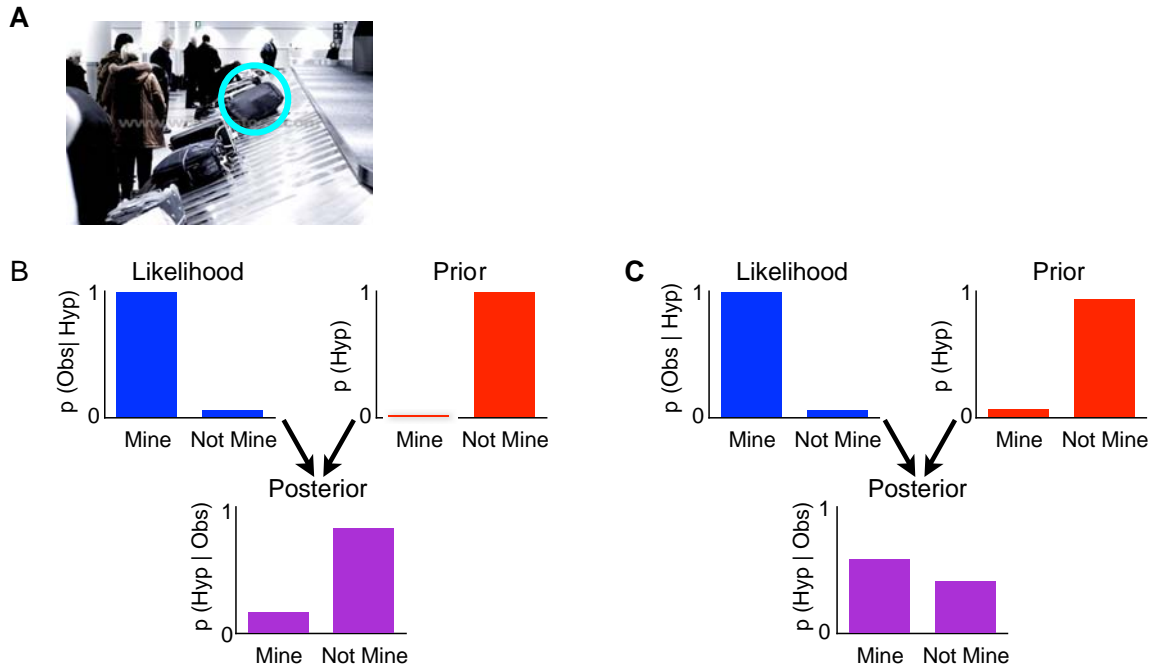 A
B
Likelihood
p (Obs| Hyp)
1
0
Mine
Not Mine
Prior
p (Hyp)
1
0
Mine
Not Mine
Posterior
p (Hyp | Obs)
1
0
Mine
Not Mine
C
Likelihood
p (Obs | Hyp)
1
0
Mine
Not Mine
Prior
p (Hyp)
1
0
Mine
Not Mine
Posterior
p (Hyp | Obs)
1
0
Mine
Not Mine